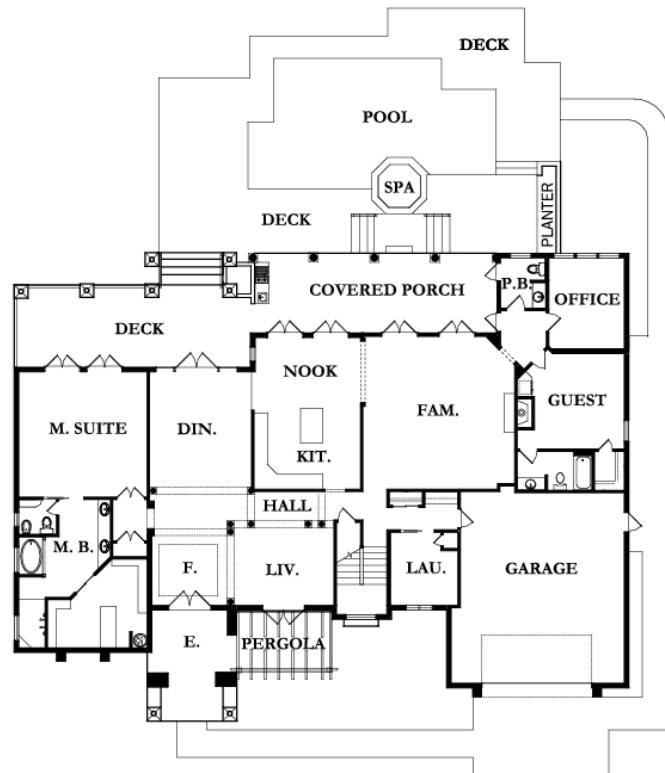 DECK
POOL
SPA
DECK
PLANTER
P.B.
OFFICE
COVERED PORCH
DECK
NOOK
GUEST
FAM.
M. SUITE
DIN.
KIT.
HALL
M. B.
F.
LIV.
LAU.
GARAGE
E.
PERGOLA